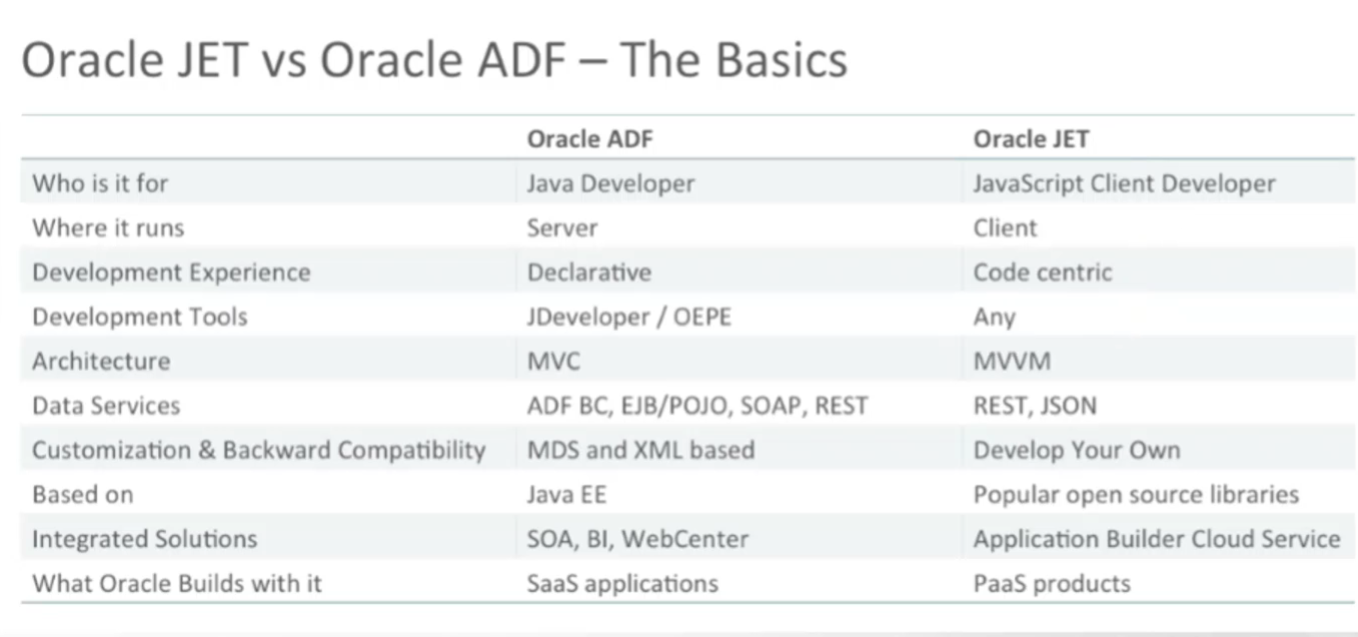 Oracle JET vs Oracle ADF – The Basics
Oracle ADF Oracle JET
Who is it for Java Developer JavaScript Client Developer
Where it runs Server Client
Development Experience Declarative Code centric
Development Tools JDeveloper / OEPE Any
Architecture MVC MVVM
Data Services ADF BC, EJB/POJO, SOAP, REST REST, JSON
Customization & Backward Compatibility MDS and XML based Develop Your Own
Based on Java EE Popular open source libraries
Integrated Solutions SOA, BI, WebCenter Application Builder Cloud Service
What Oracle Builds with it SaaS applications PaaS products